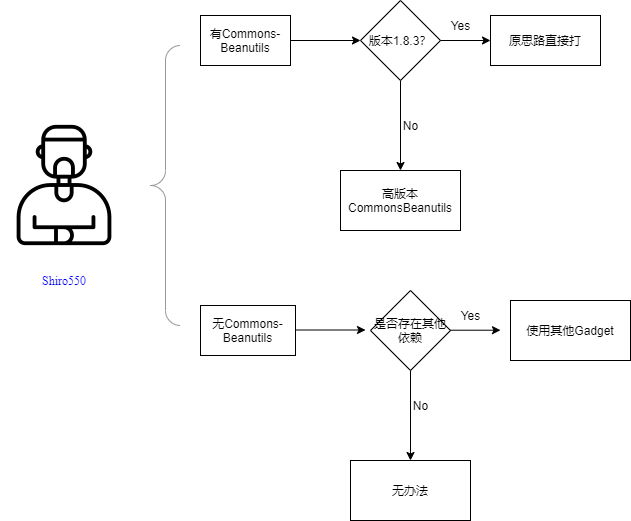 有Commons-
Beanutils
版本1.8.3?
Yes
原思路直接打
No
高版本
CommonsBeanutils
Shiro550
无Commons-
Beanutils
是否存在其他
依赖
Yes
使用其他Gadget
No
无办法